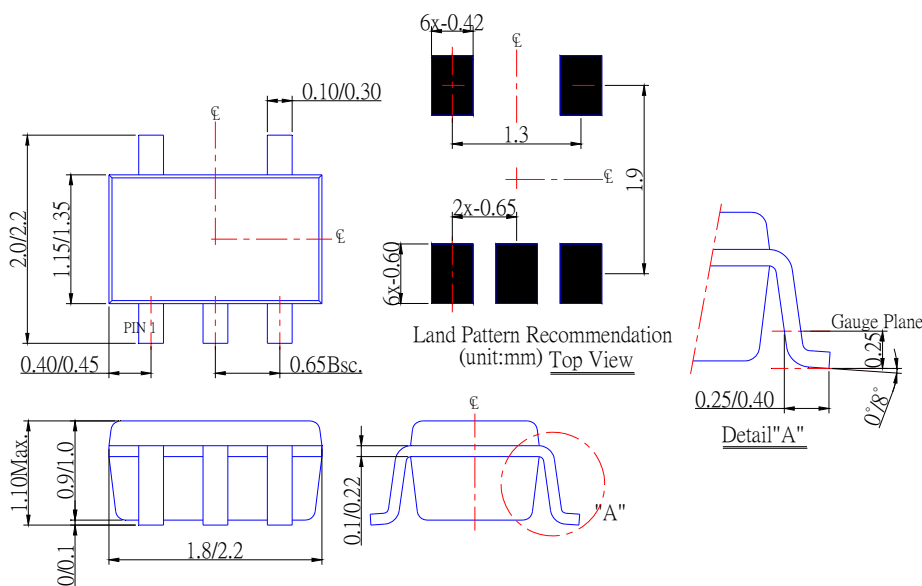 6x-0.42
℄
0.10/0.30
℄
1.3
℄
1.9
2.0/2.2
1.15/1.35
℄
2x-0.65
6x-0.60
PIN 1
0.40/0.45
0.65Bsc.
Land Pattern Recommendation
(unit:mm) Top View
Gauge Plane
0.25
0.25/0.40
0°/8°
Detail"A"
℄
1.10Max.
0.9/1.0
0/0.1
1.8/2.2
0.1/0.22
"A"